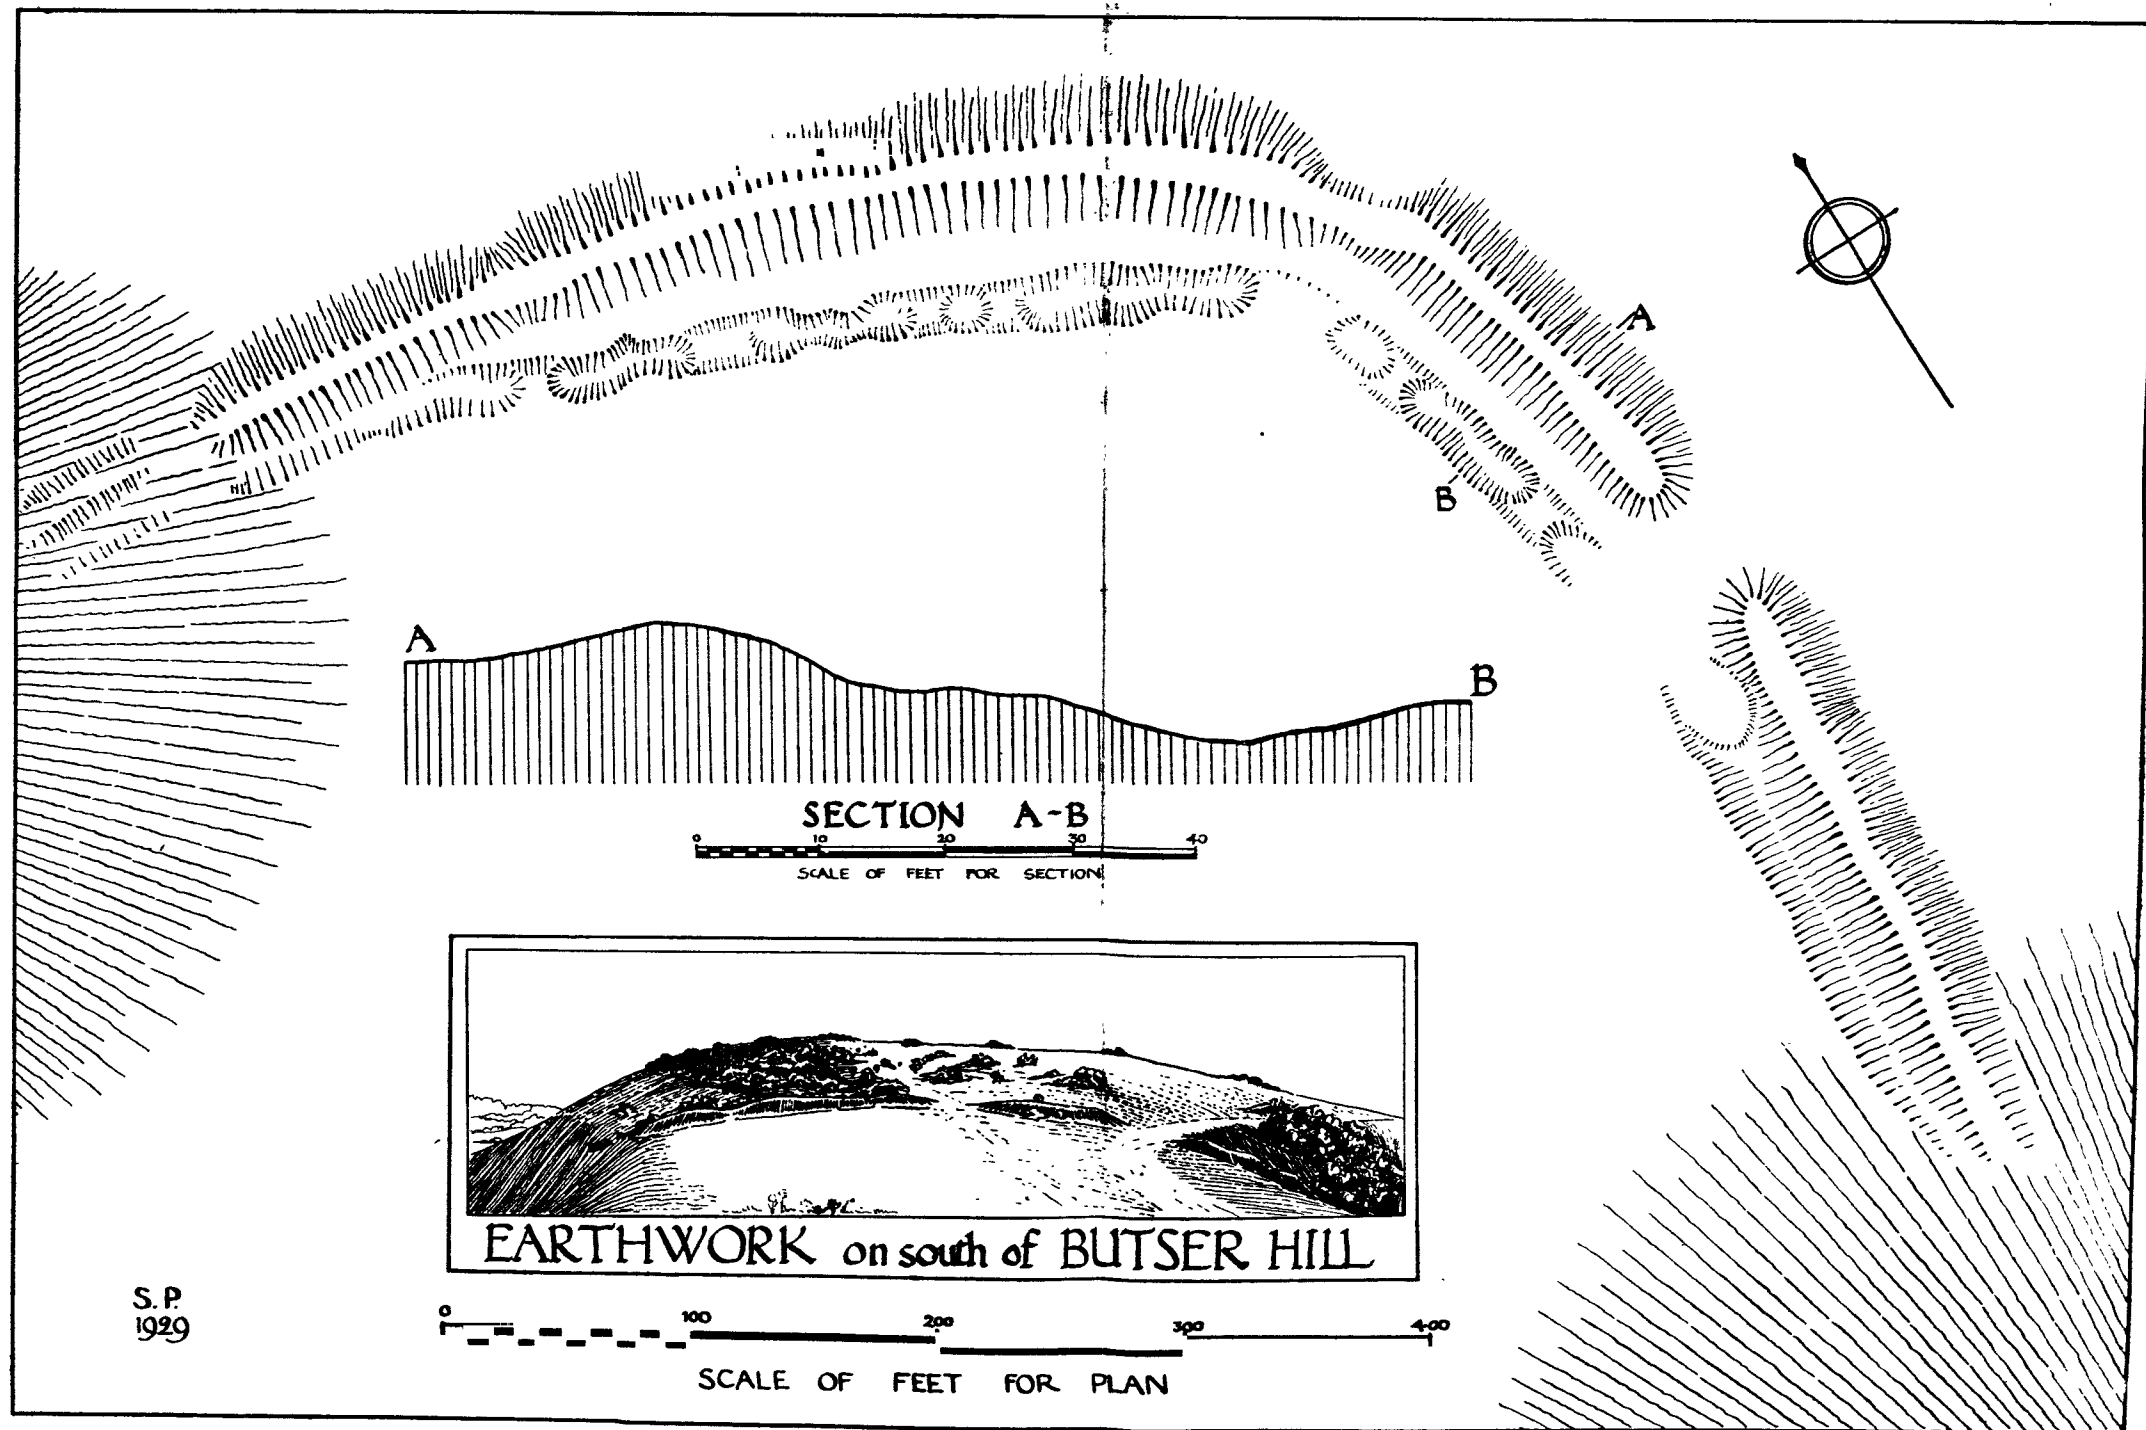 A
B
A
B
SECTION A-B
0 10 20 30 40
SCALE OF FEET FOR SECTION
EARTHWORK on south of BUTSER HILL
S.P.
1929
0 100 200 300 400
SCALE OF FEET FOR PLAN